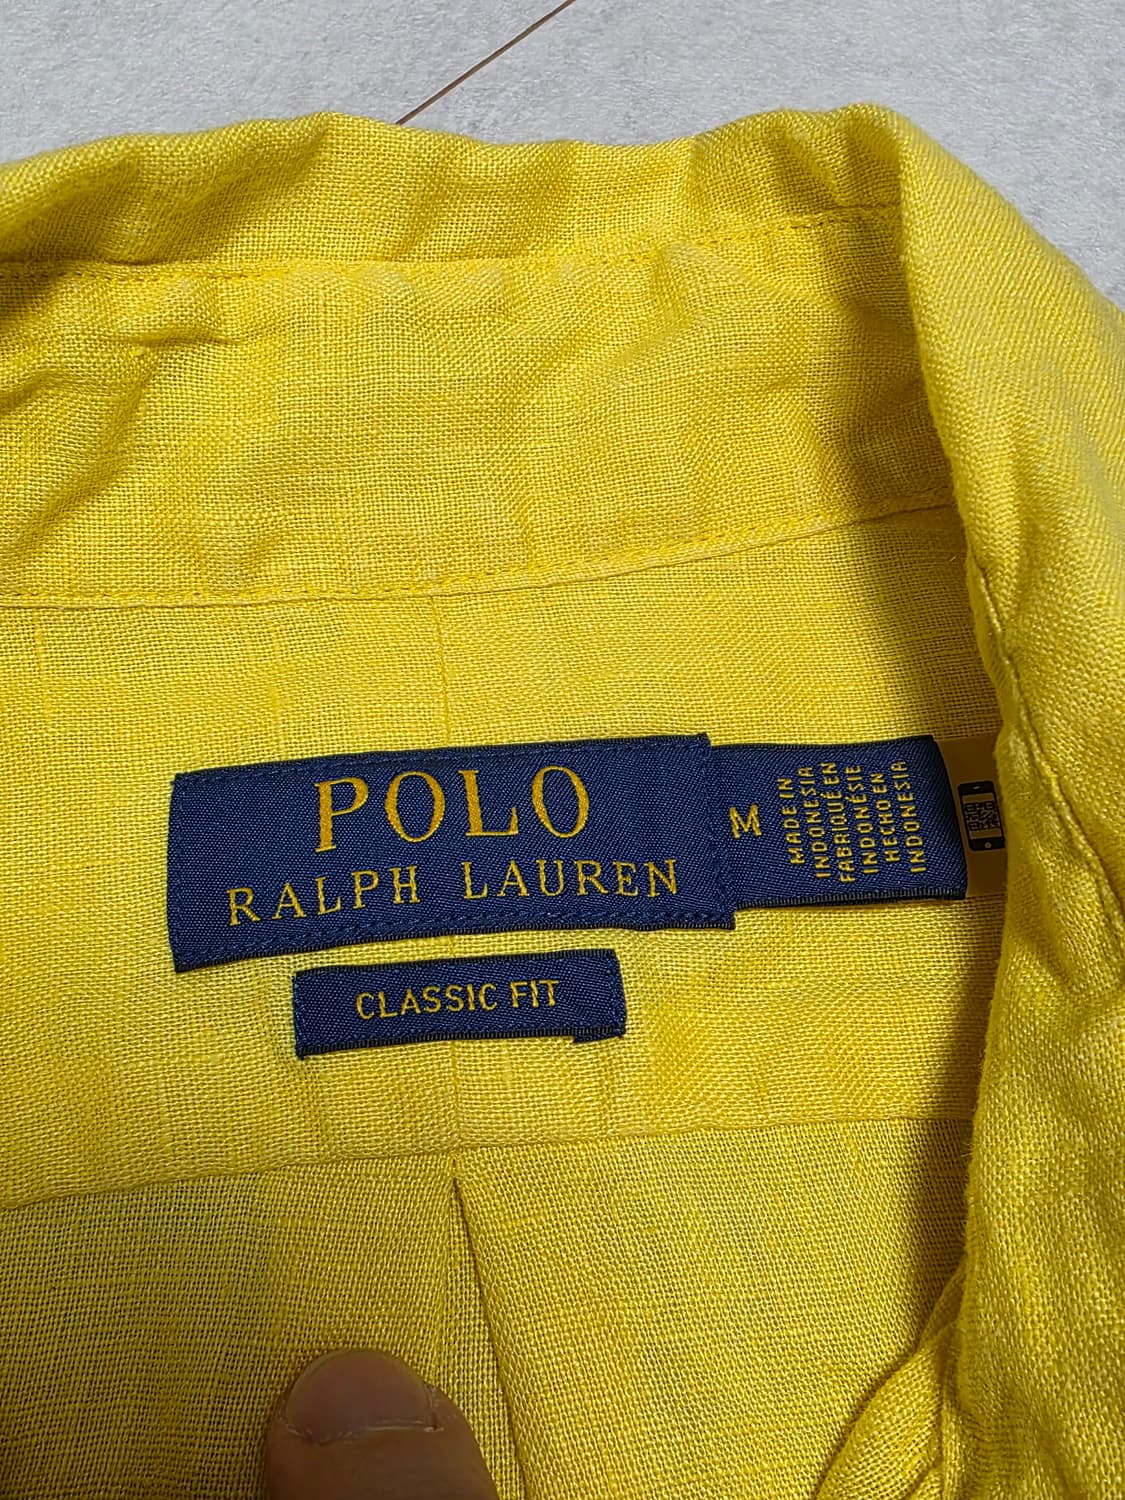 POLO
RALPH LAUREN
M
MADE IN
INDONESIA
FABRIQUÉ EN
INDONÉSIE
HECHO EN
INDONESIA
CLASSIC FIT